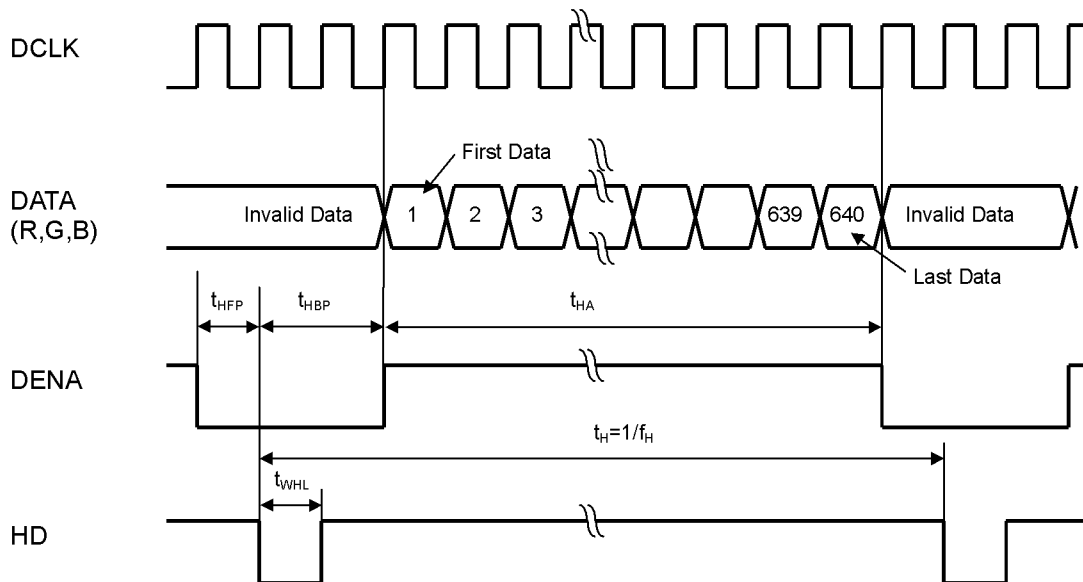 DCLK
First Data
DATA
(R,G,B)
Invalid Data 1 2 3 639 640 Invalid Data
Last Data
tHFP tHBP tHA
DENA
tH=1/fH
tWHL
HD